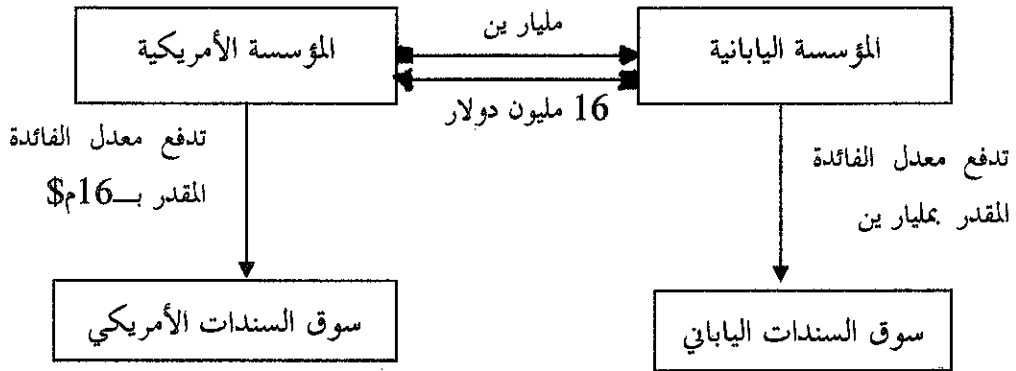 مليار ين
المؤسسة اليابانية
المؤسسة الأمريكية
16 مليون دولار
تدفع معدل الفائدة
المقدر بمليار ين
تدفع معدل الفائدة
المقدر بــ16م$
سوق السندات الياباني
سوق السندات الأمريكي